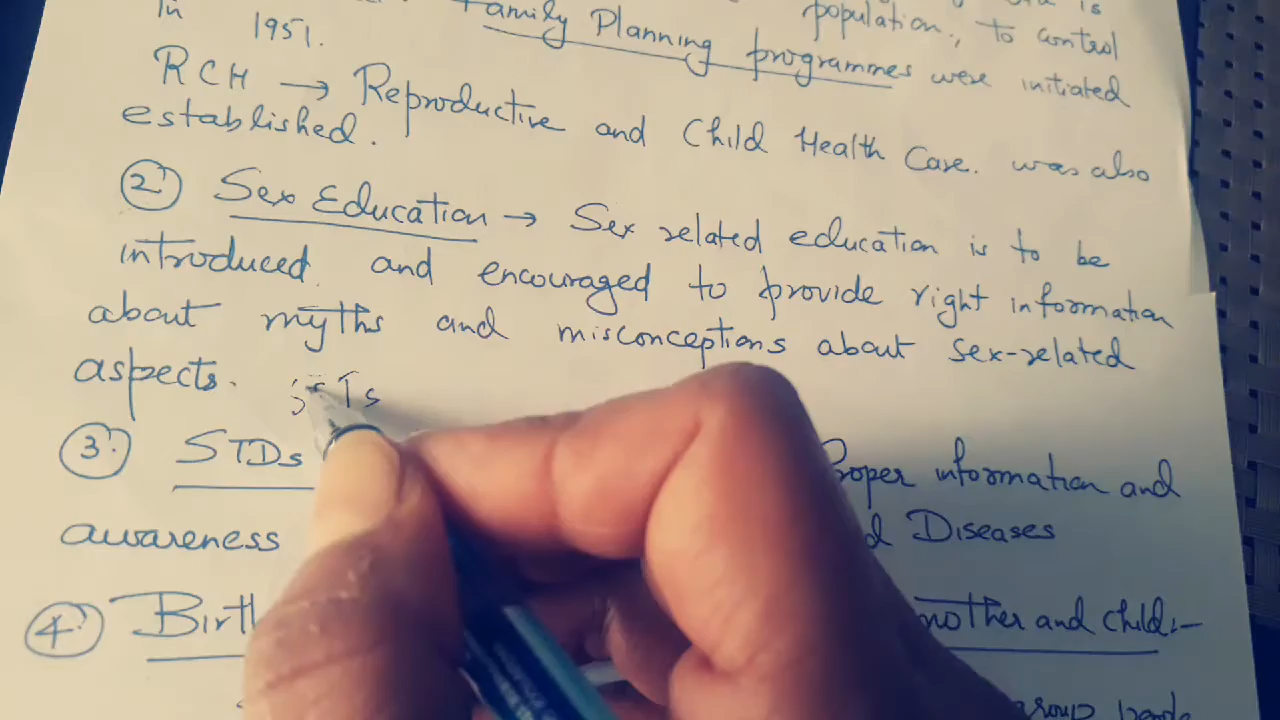 In population., to control
1951. Family Planning programmes were initiated
RCH → Reproductive and Child Health Care. was also
established.
2. Sex Education → Sex related education is to be
introduced and encouraged to provide right information
about myths and misconceptions about sex-related
aspects.
3. STDs Proper information and
awareness Diseases
4. Birth mother and child:-
group